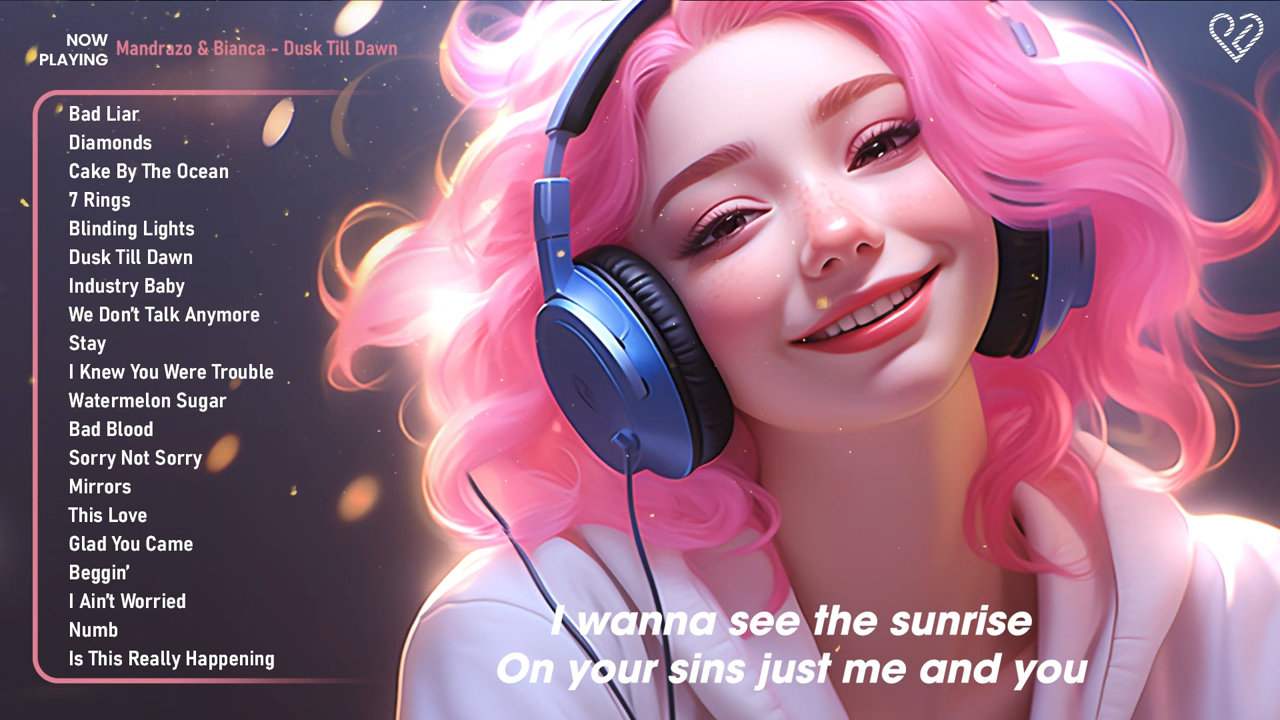 NOW
PLAYING
Mandrazo & Bianca - Dusk Till Dawn
Bad Liar
Diamonds
Cake By The Ocean
7 Rings
Blinding Lights
Dusk Till Dawn
Industry Baby
We Don't Talk Anymore
Stay
I Knew You Were Trouble
Watermelon Sugar
Bad Blood
Sorry Not Sorry
Mirrors
This Love
Glad You Came
Beggin'
I Ain't Worried
Numb
Is This Really Happening
I wanna see the sunrise
On your sins just me and you